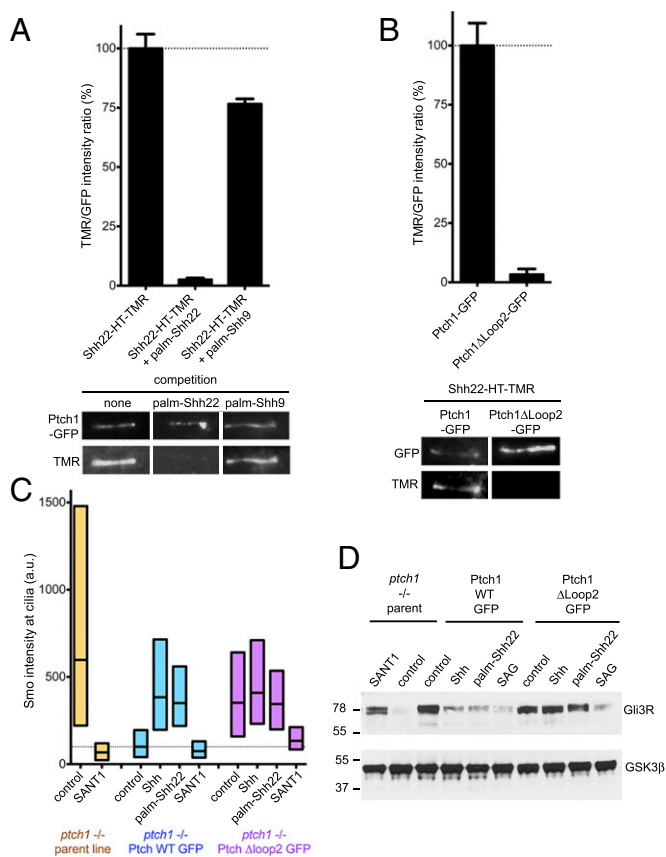 A
TMR/GFP intensity ratio (%)
100
75
50
25
0
Shh22-HT-TMR
Shh22-HT-TMR
+ palm-Shh22
Shh22-HT-TMR
+ palm-Shh9
competition
none palm-Shh22 palm-Shh9
Ptch1
-GFP
TMR
B
TMR/GFP intensity ratio (%)
100
75
50
25
0
Ptch1-GFP
Ptch1ΔLoop2-GFP
Shh22-HT-TMR
Ptch1
-GFP
Ptch1ΔLoop2
-GFP
GFP
TMR
C
Smo intensity at cilia (a.u.)
1500
1000
500
0
control
SANT1
control
Shh
palm-Shh22
SANT1
control
Shh
palm-Shh22
SANT1
ptch1 -/-
parent line
ptch1 -/-
Ptch WT GFP
ptch1 -/-
Ptch Δloop2 GFP
D
ptch1
-/-
parent
Ptch1
WT
GFP
Ptch1
ΔLoop2
GFP
SANT1
control
control
Shh
palm-Shh22
SAG
control
Shh
palm-Shh22
SAG
78
55
Gli3R
55
37
GSK3β